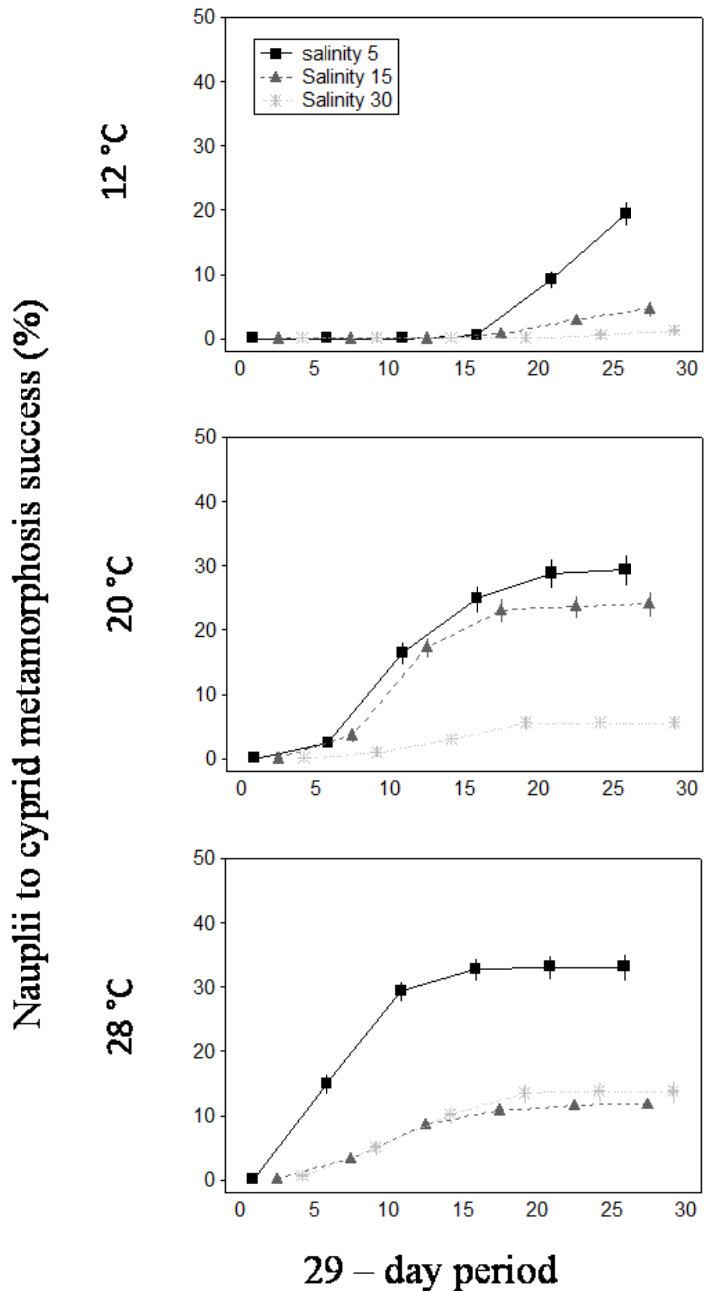 Nauplii to cyprid metamorphosis success (%)
12 °C
50
40
30
20
10
0
salinity 5
Salinity 15
Salinity 30
0 5 10 15 20 25 30
20 °C
50
40
30
20
10
0
0 5 10 15 20 25 30
28 °C
50
40
30
20
10
0
0 5 10 15 20 25 30
29 – day period